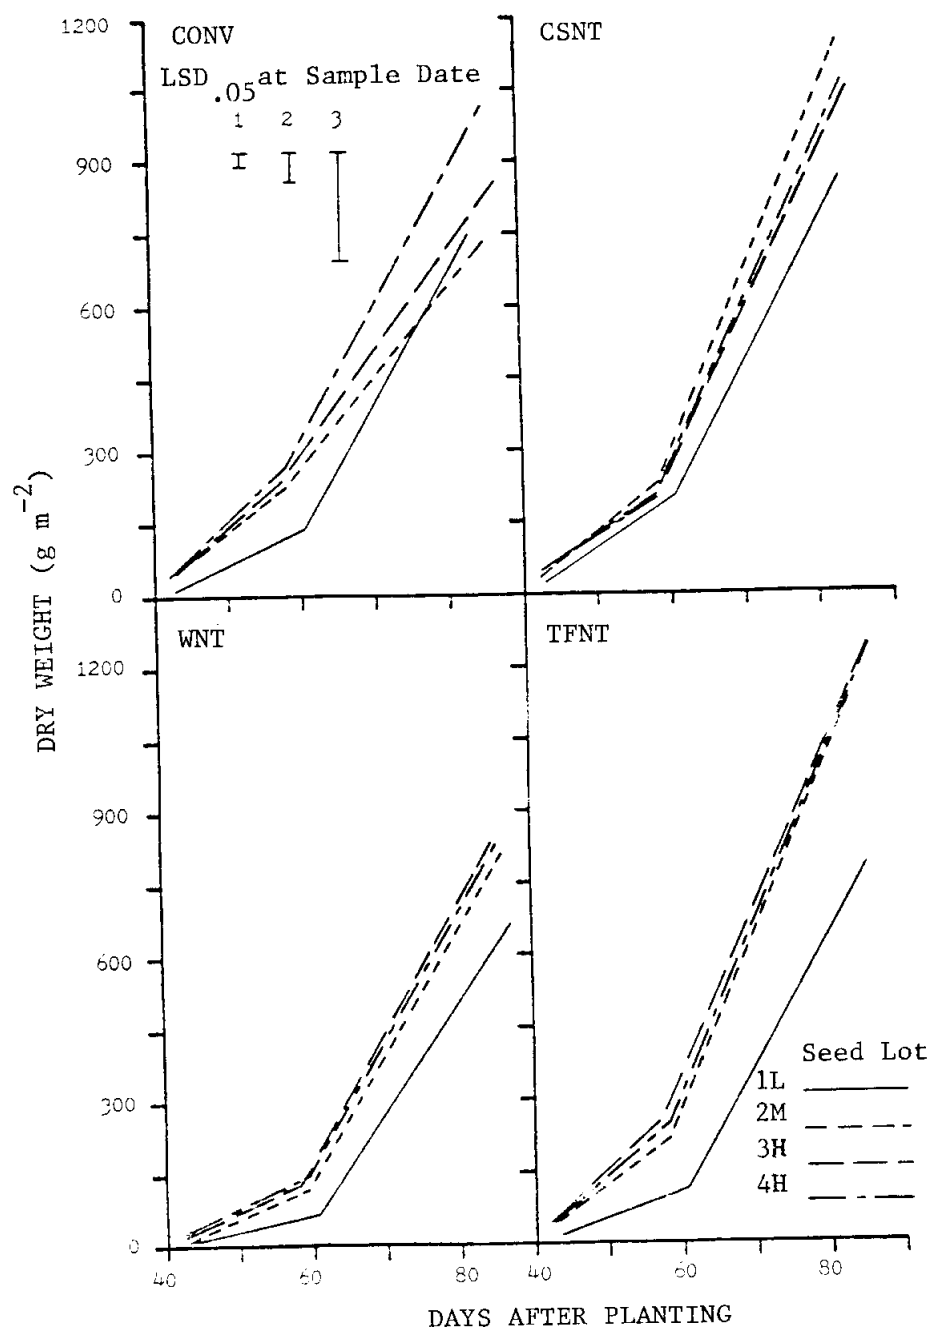 CONV
LSD .05 at Sample Date
1 2 3
CSNT
1200
900
600
300
0
DRY WEIGHT (g m-2)
WNT
TFNT
1200
900
600
300
0
Seed Lot
1L
2M
3H
4H
40 60 80 40 60 80
DAYS AFTER PLANTING